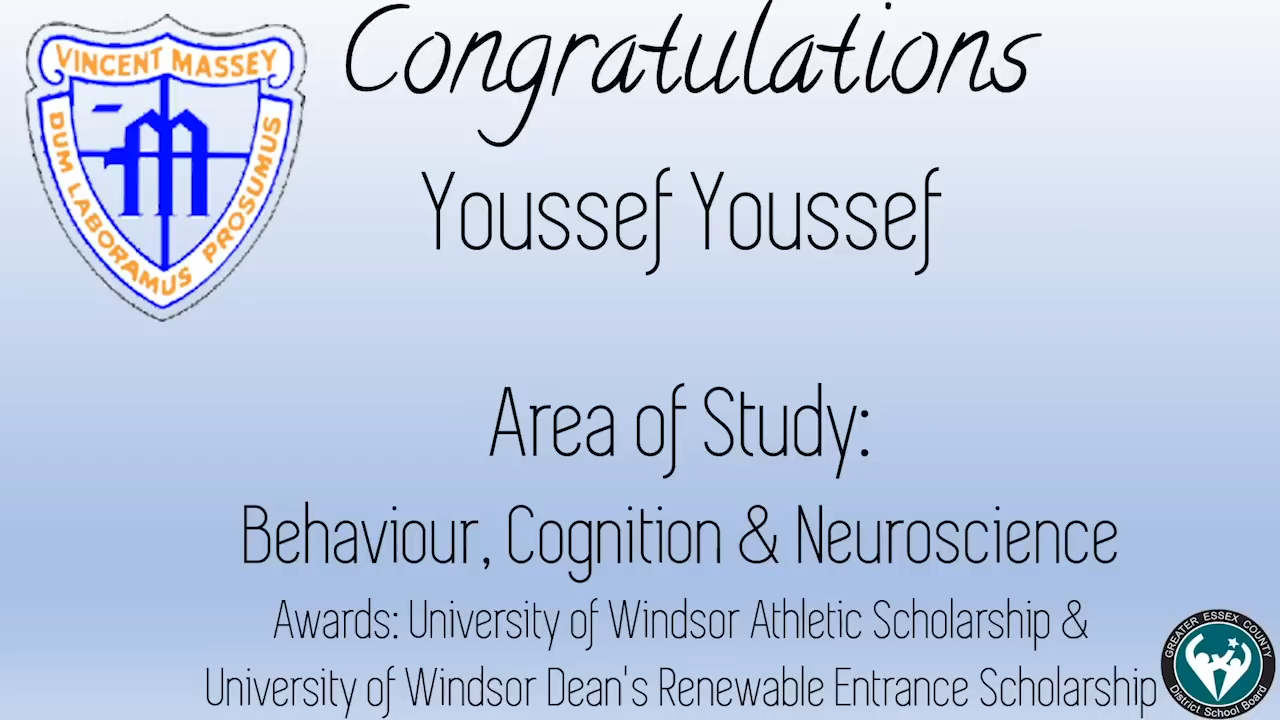 VINCENT MASSEY
M
DUM LABORAMUS PROSUMUS
Congratulations
Youssef Youssef
Area of Study:
Behaviour, Cognition & Neuroscience
Awards: University of Windsor Athletic Scholarship &
University of Windsor Dean's Renewable Entrance Scholarship
GREATER ESSEX COUNTY
District School Board